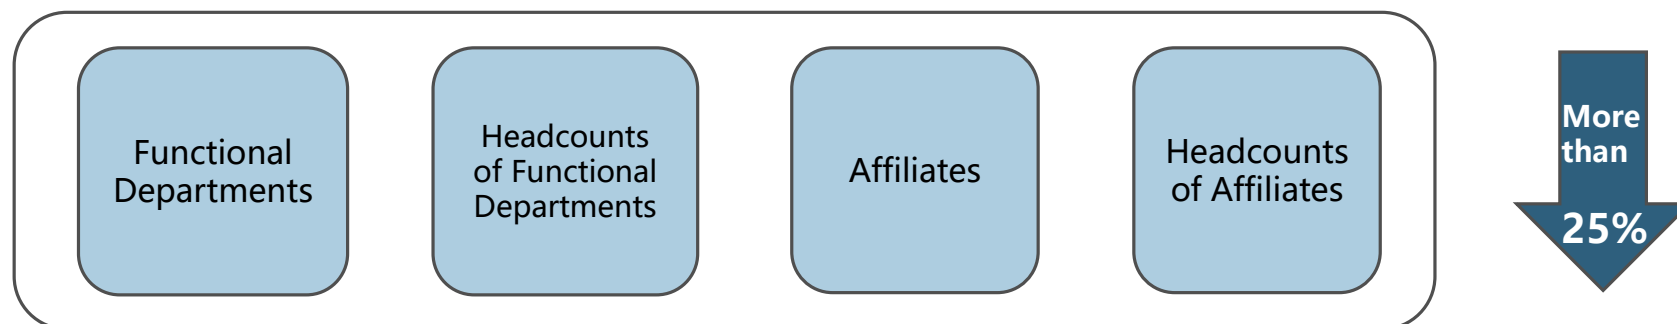 Functional
Departments
Headcounts
of Functional
Departments
Affiliates
Headcounts
of Affiliates
More
than
25%